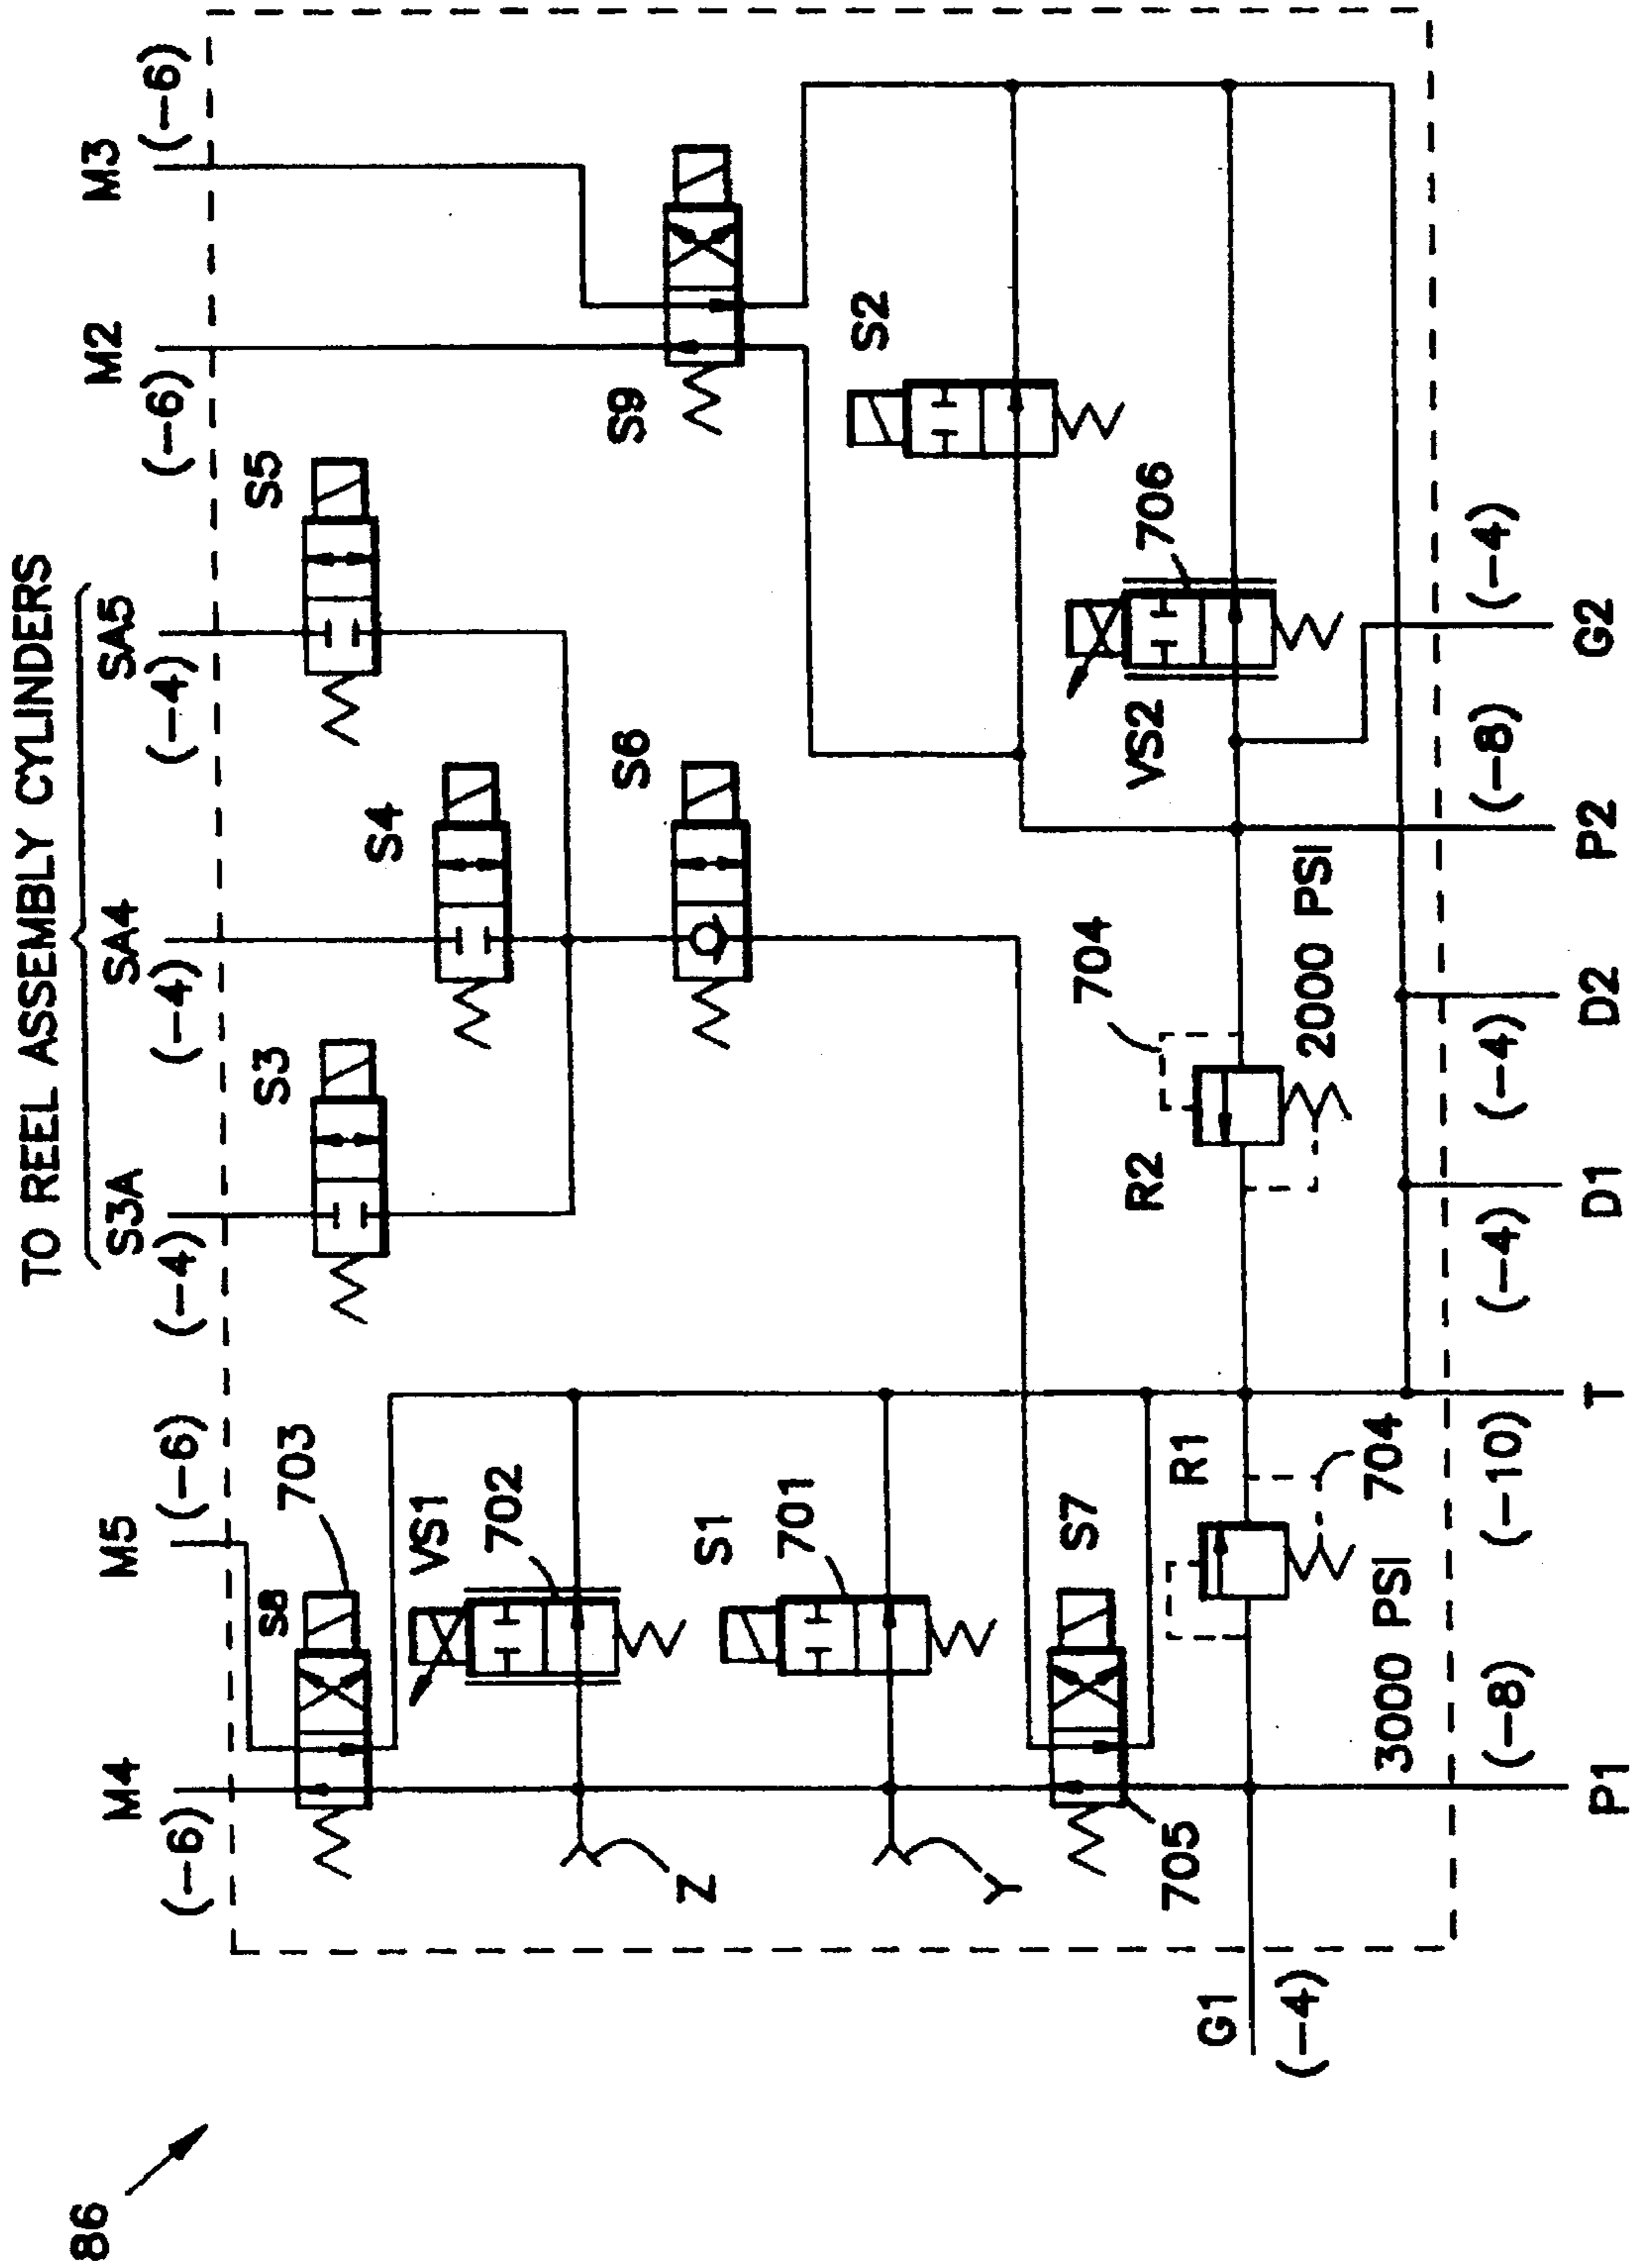 TO REEL ASSEMBLY CYLINDERS
M4
(-6)
M5
(-6)
S3A
(-4)
SA4
(-4)
SA5
(-4)
M2
(-6)
M3
(-6)
S8
703
S3
S4
S5
VS1
702
S6
S9
S1
701
S2
S7
705
Z
Y
G1
(-4)
R1
704
3000 PSI
R2
704
2000 PSI
VS2
706
P1
(-8)
T
(-10)
D1
(-4)
D2
(-4)
P2
(-8)
G2
(-4)
86